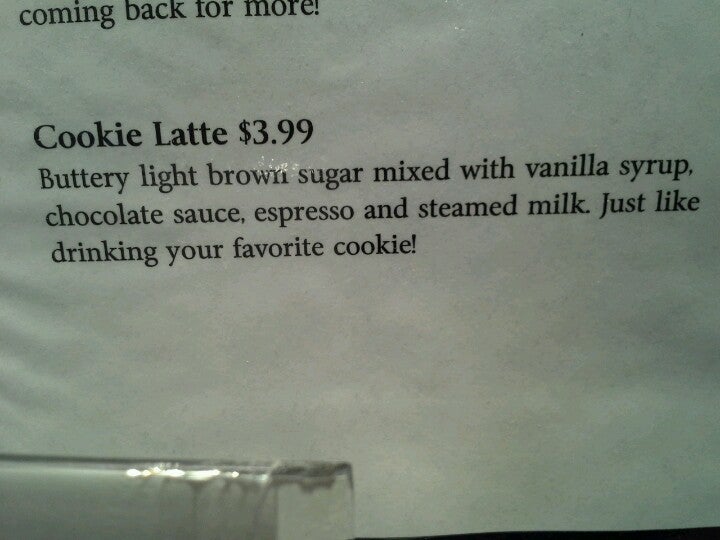 coming back for more!
Cookie Latte $3.99
Buttery light brown sugar mixed with vanilla syrup,
chocolate sauce, espresso and steamed milk. Just like
drinking your favorite cookie!